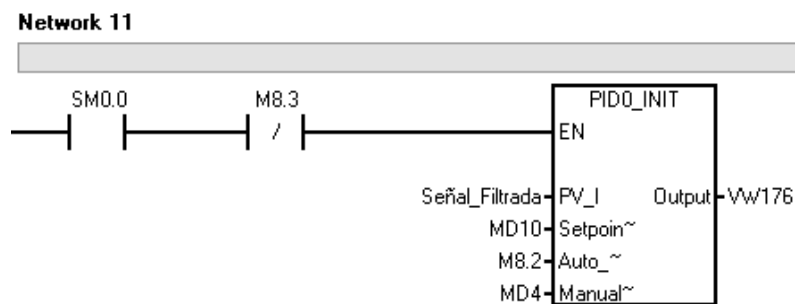 Network 11
SM0.0
M8.3
/
PID0_INIT
EN
Señal_Filtrada
PV_I
Output
VW176
MD10
Setpoin~
M8.2
Auto_~
MD4
Manual~